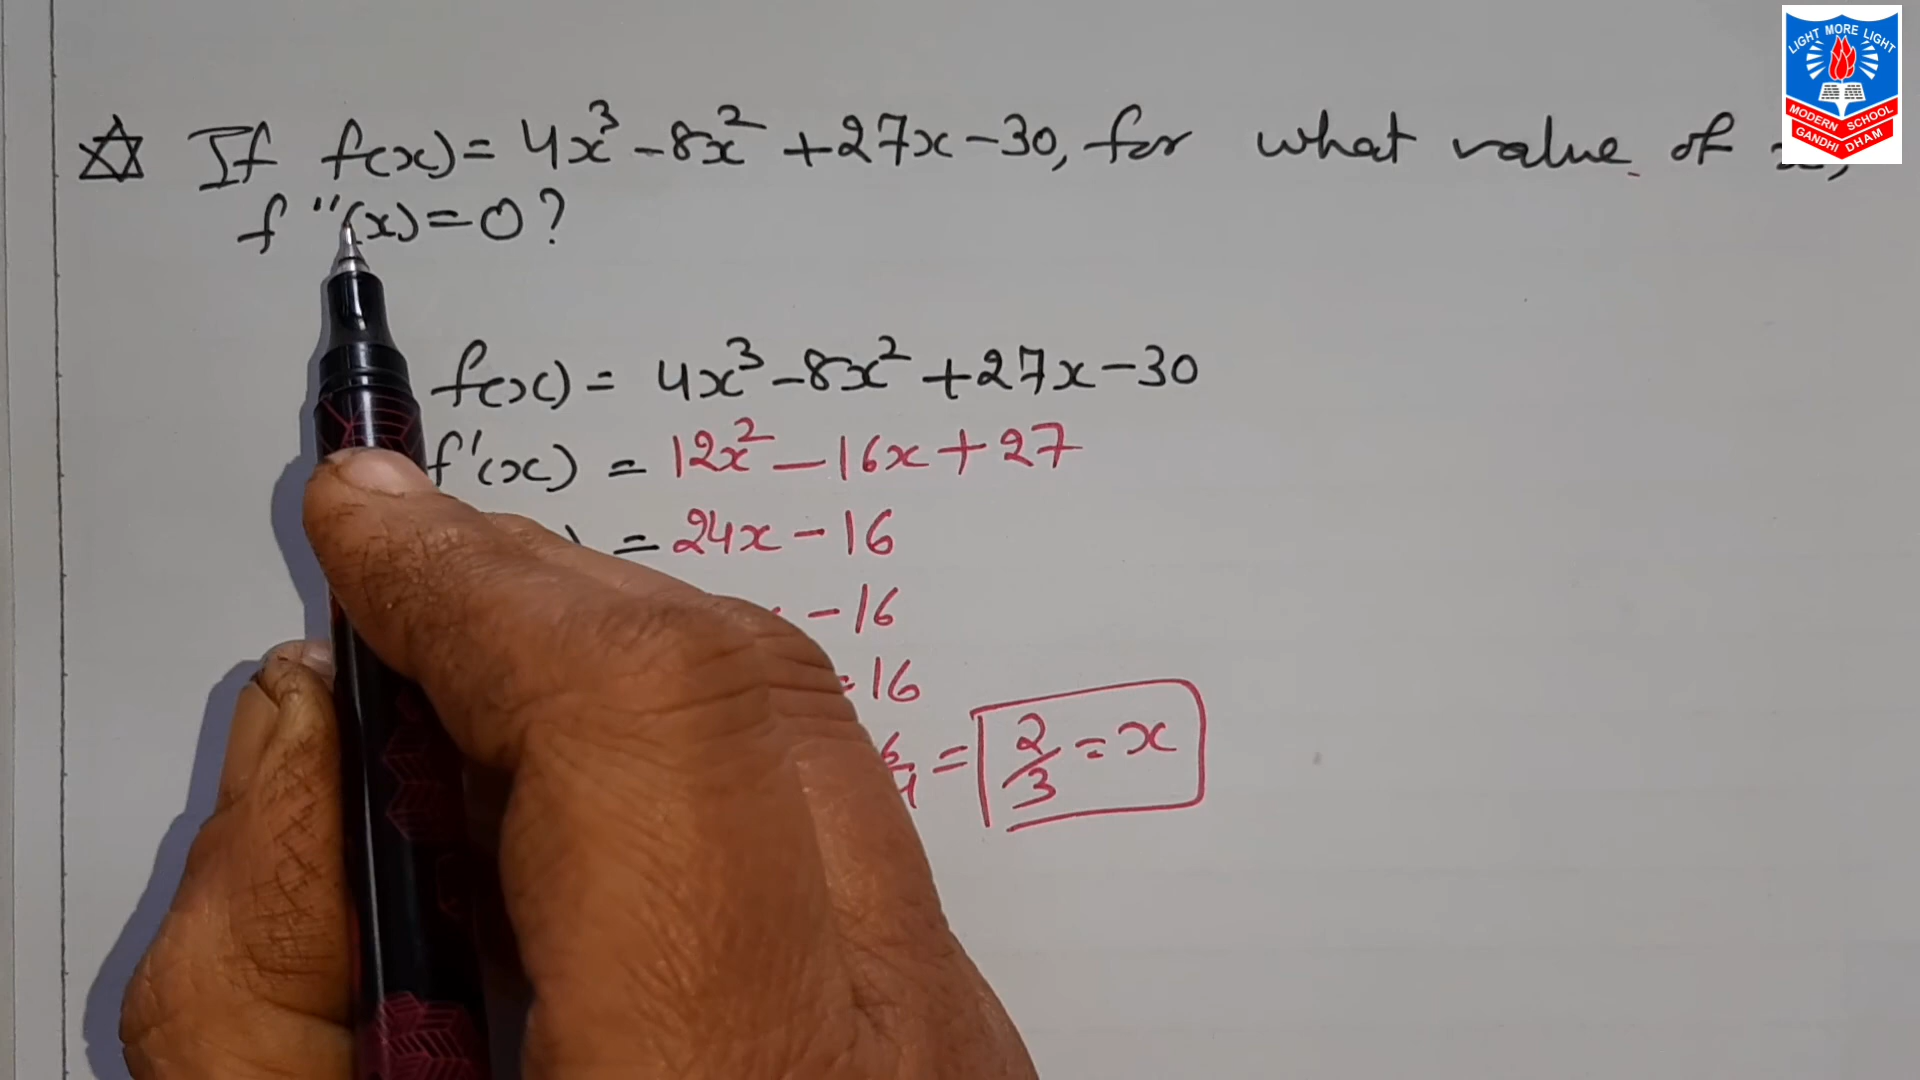 ☆ If f(x) = 4x³ - 8x² + 27x - 30, for what value of
f''(x) = 0 ?
f(x) = 4x³ - 8x² + 27x - 30
f'(x) = 12x² - 16x + 27
) = 24x - 16
- 16
= 16
= 2/3 = x
LIGHT MORE LIGHT
MODERN SCHOOL
GANDHI DHAM